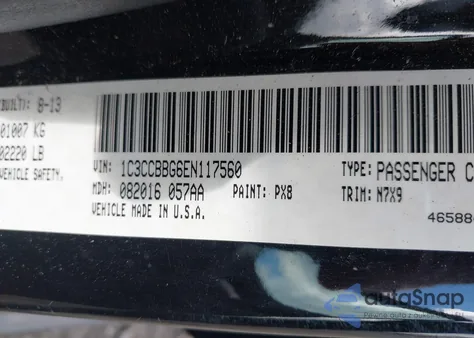 BUILT: 8-13
01007 KG
02220 LB
VEHICLE SAFETY.
VIN: 1C3CCBBG6EN117560
TYPE: PASSENGER C
MDH: 082016 057AA
PAINT: PX8
TRIM: N7X9
VEHICLE MADE IN U.S.A.
46588
autoSnap